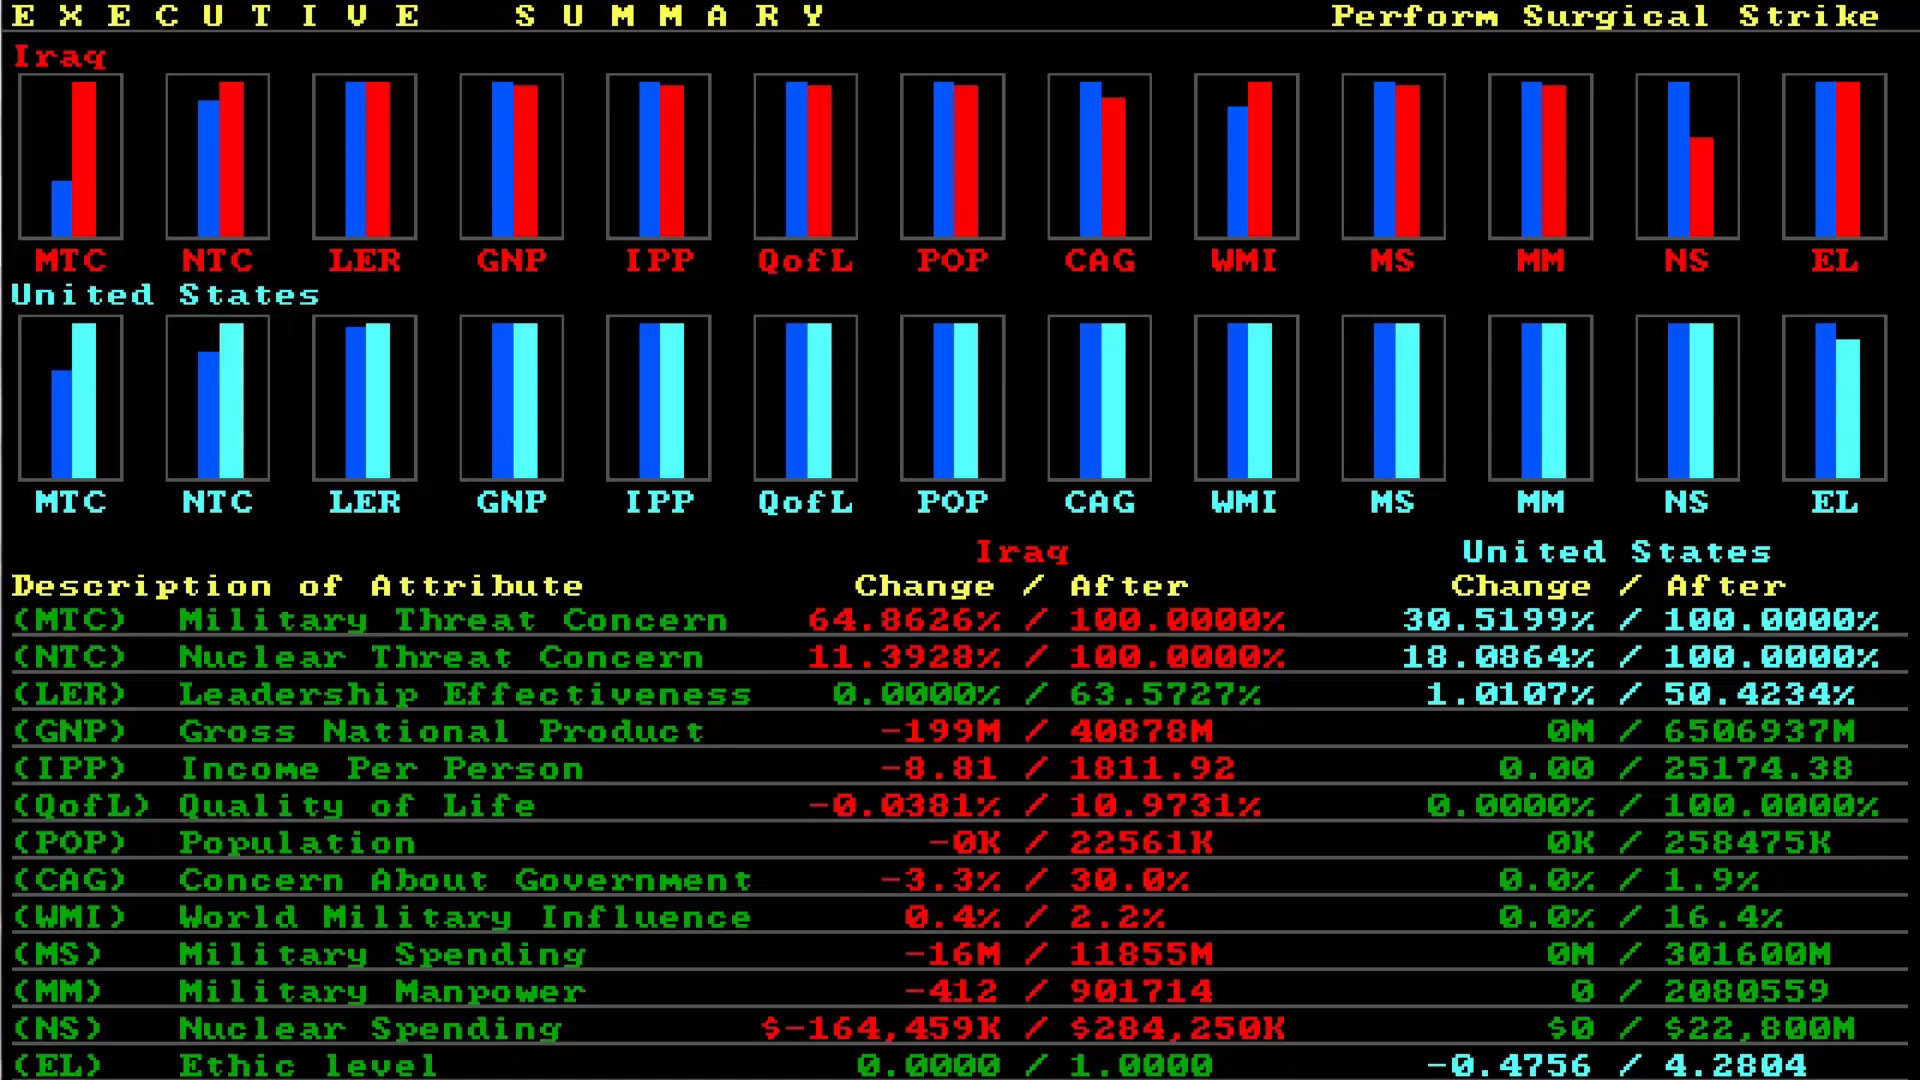 EXECUTIVE SUMMARY Perform Surgical Strike
Iraq
MTC NTC LER GNP IPP QofL POP CAG WMI MS MM NS EL
United States
MTC NTC LER GNP IPP QofL POP CAG WMI MS MM NS EL
Iraq United States
Description of Attribute Change / After Change / After
(MTC) Military Threat Concern 64.8626% / 100.0000% 30.5199% / 100.0000%
(NTC) Nuclear Threat Concern 11.3928% / 100.0000% 18.0864% / 100.0000%
(LER) Leadership Effectiveness 0.0000% / 63.5727% 1.0107% / 50.4234%
(GNP) Gross National Product -199M / 40878M 0M / 6506937M
(IPP) Income Per Person -8.81 / 1811.92 0.00 / 25174.38
(QofL) Quality of Life -0.0381% / 10.9731% 0.0000% / 100.0000%
(POP) Population -0K / 22561K 0K / 258475K
(CAG) Concern About Government -3.3% / 30.0% 0.0% / 1.9%
(WMI) World Military Influence 0.4% / 2.2% 0.0% / 16.4%
(MS) Military Spending -16M / 11855M 0M / 301600M
(MM) Military Manpower -412 / 901714 0 / 2080559
(NS) Nuclear Spending $-164,459K / $284,250K $0 / $22,800M
(EL) Ethic level 0.0000 / 1.0000 -0.4756 / 4.2804